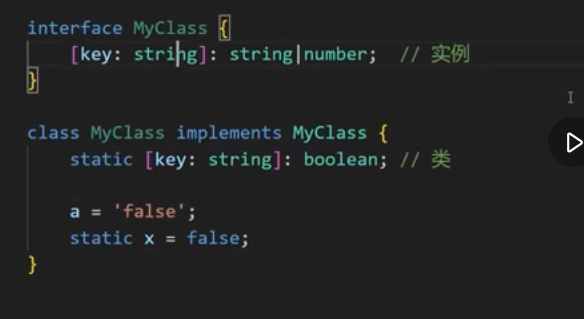 interface MyClass {
[key: string]: string|number; // 实例
}
class MyClass implements MyClass {
static [key: string]: boolean; // 类
a = 'false';
static x = false;
}